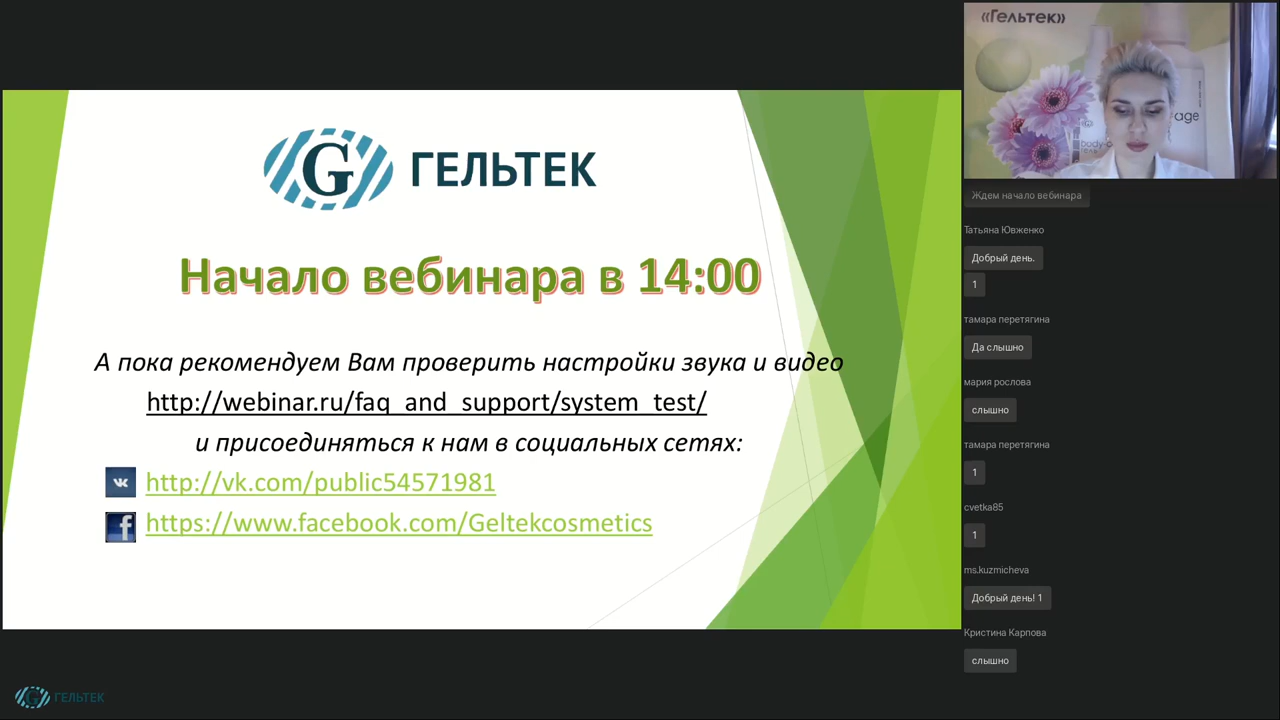 ГЕЛЬТЕК
Начало вебинара в 14:00
А пока рекомендуем Вам проверить настройки звука и видео
http://webinar.ru/faq_and_support/system_test/
и присоединяться к нам в социальных сетях:
http://vk.com/public54571981
https://www.facebook.com/Geltekcosmetics
«Гельтек»
age
Ждем начало вебинара
Татьяна Ювженко
Добрый день.
1
тамара перетягина
Да слышно
мария рослова
слышно
тамара перетягина
1
cvetka85
1
ms.kuzmicheva
Добрый день! 1
Кристина Карпова
слышно
ГЕЛЬТЕК